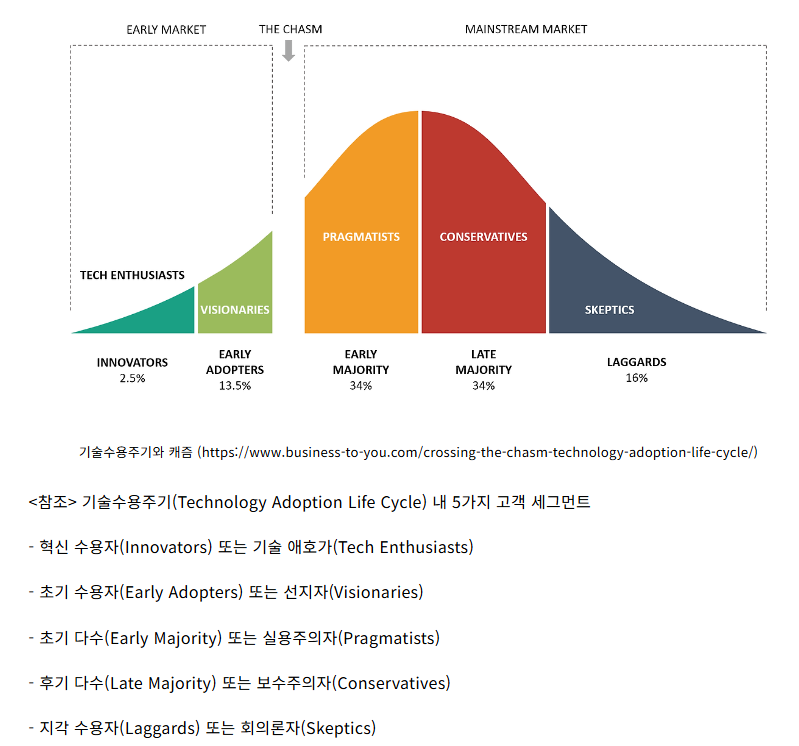 EARLY MARKET
THE CHASM
MAINSTREAM MARKET
TECH ENTHUSIASTS
VISIONARIES
PRAGMATISTS
CONSERVATIVES
SKEPTICS
INNOVATORS
2.5%
EARLY
ADOPTERS
13.5%
EARLY
MAJORITY
34%
LATE
MAJORITY
34%
LAGGARDS
16%
기술수용주기와 캐즘 (https://www.business-to-you.com/crossing-the-chasm-technology-adoption-life-cycle/)
<참조> 기술수용주기(Technology Adoption Life Cycle) 내 5가지 고객 세그먼트
- 혁신 수용자(Innovators) 또는 기술 애호가(Tech Enthusiasts)
- 초기 수용자(Early Adopters) 또는 선지자(Visionaries)
- 초기 다수(Early Majority) 또는 실용주의자(Pragmatists)
- 후기 다수(Late Majority) 또는 보수주의자(Conservatives)
- 지각 수용자(Laggards) 또는 회의론자(Skeptics)